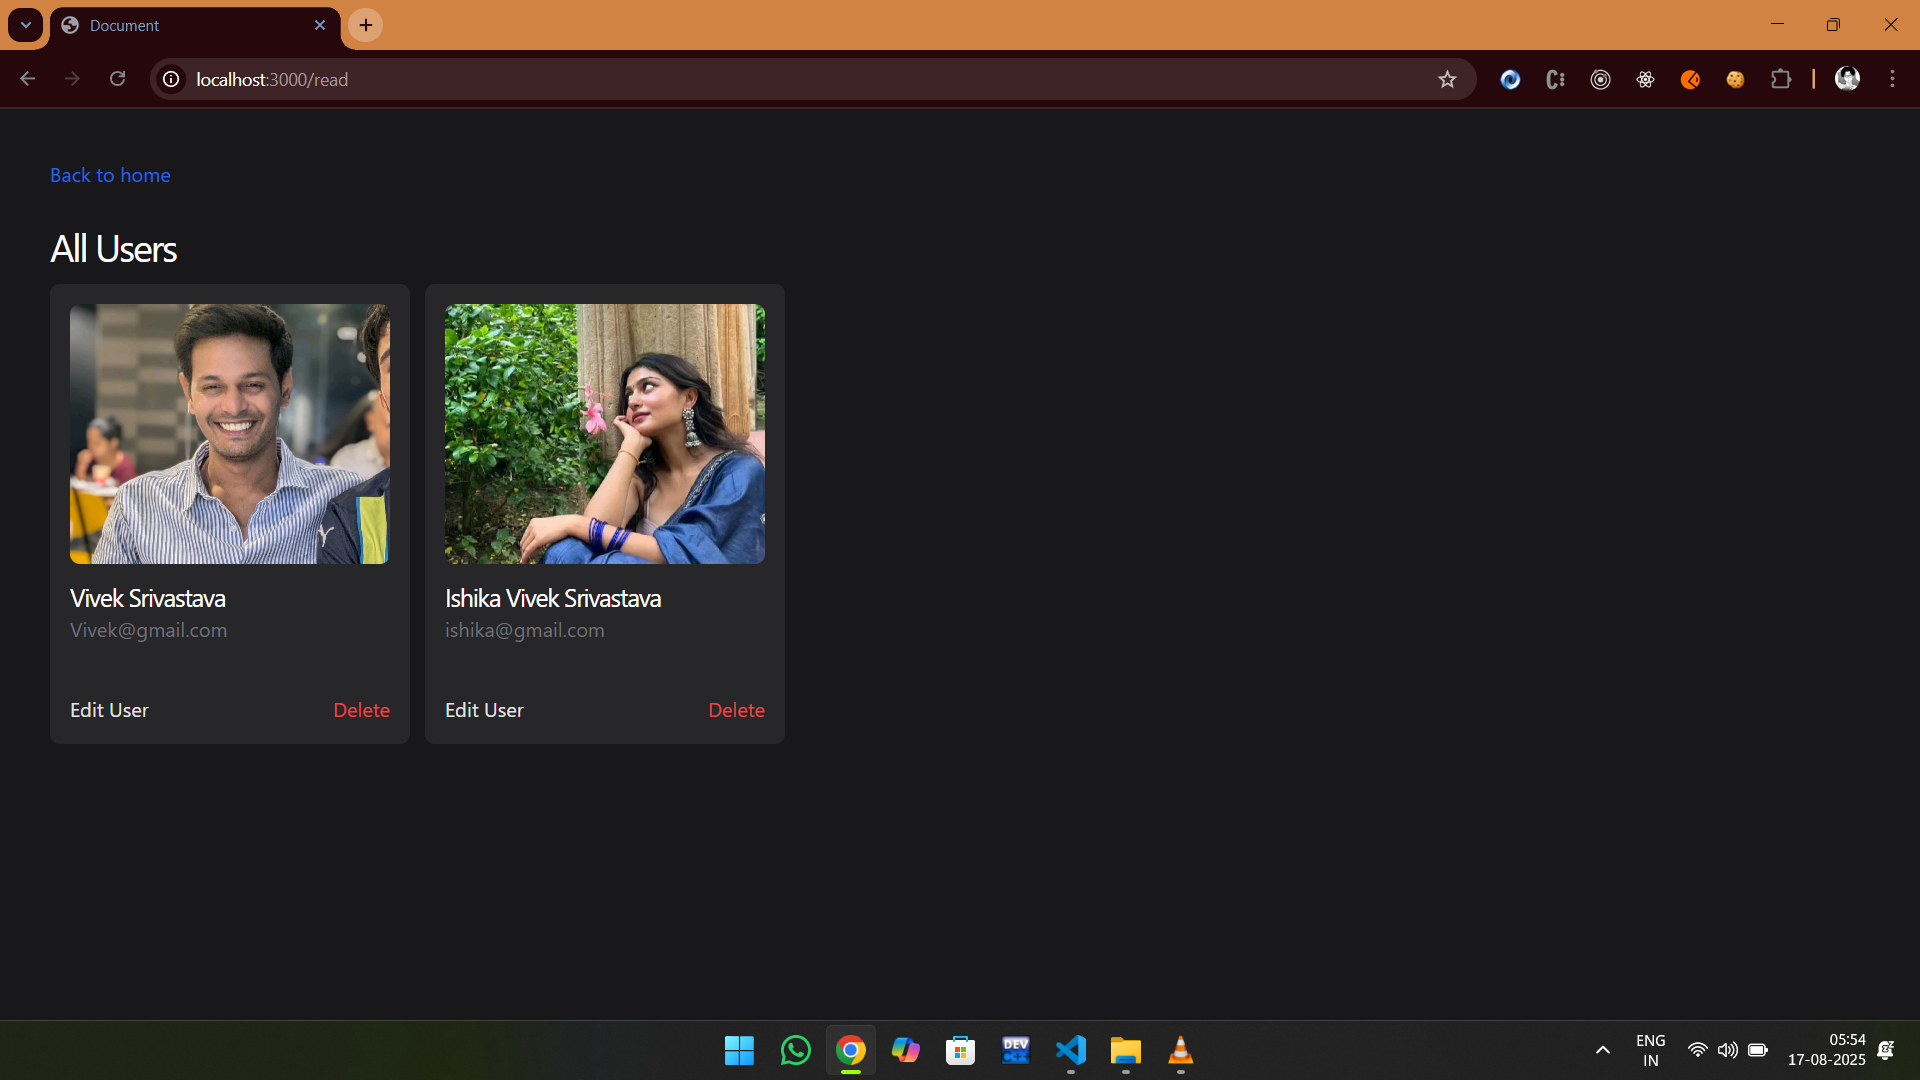 Document
localhost:3000/read
Back to home
All Users
Vivek Srivastava
Vivek@gmail.com
Edit User
Delete
Ishika Vivek Srivastava
ishika@gmail.com
Edit User
Delete
DEV
C++
ENG
IN
05:54
17-08-2025